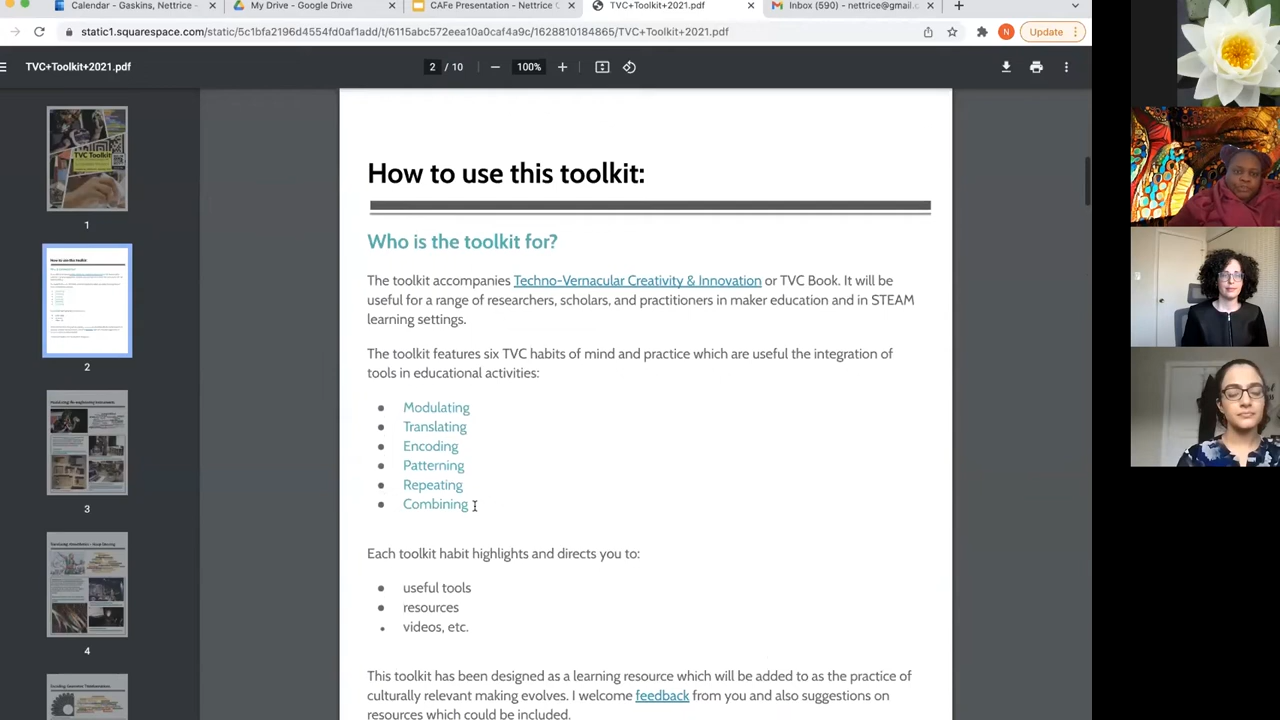 Calendar - Gaskins, Nettrice
My Drive - Google Drive
CAFe Presentation - Nettrice
TVC+Toolkit+2021.pdf
Inbox (590) - nettrice@gmail.c
static1.squarespace.com/static/5c1bfa2196d4554fd0af1add/t/6115abc572eea10a0caf4a9c/1628810184865/TVC+Toolkit+2021.pdf
N
Update
TVC+Toolkit+2021.pdf
2 / 10
100%
TVC Toolkit
1
2
3
4
How to use this toolkit:
Who is the toolkit for?
The toolkit accompanies Techno-Vernacular Creativity & Innovation or TVC Book. It will be
useful for a range of researchers, scholars, and practitioners in maker education and in STEAM
learning settings.
The toolkit features six TVC habits of mind and practice which are useful the integration of
tools in educational activities:
● Modulating
● Translating
● Encoding
● Patterning
● Repeating
● Combining
Each toolkit habit highlights and directs you to:
● useful tools
● resources
● videos, etc.
This toolkit has been designed as a learning resource which will be added to as the practice of
culturally relevant making evolves. I welcome feedback from you and also suggestions on
resources which could be included.